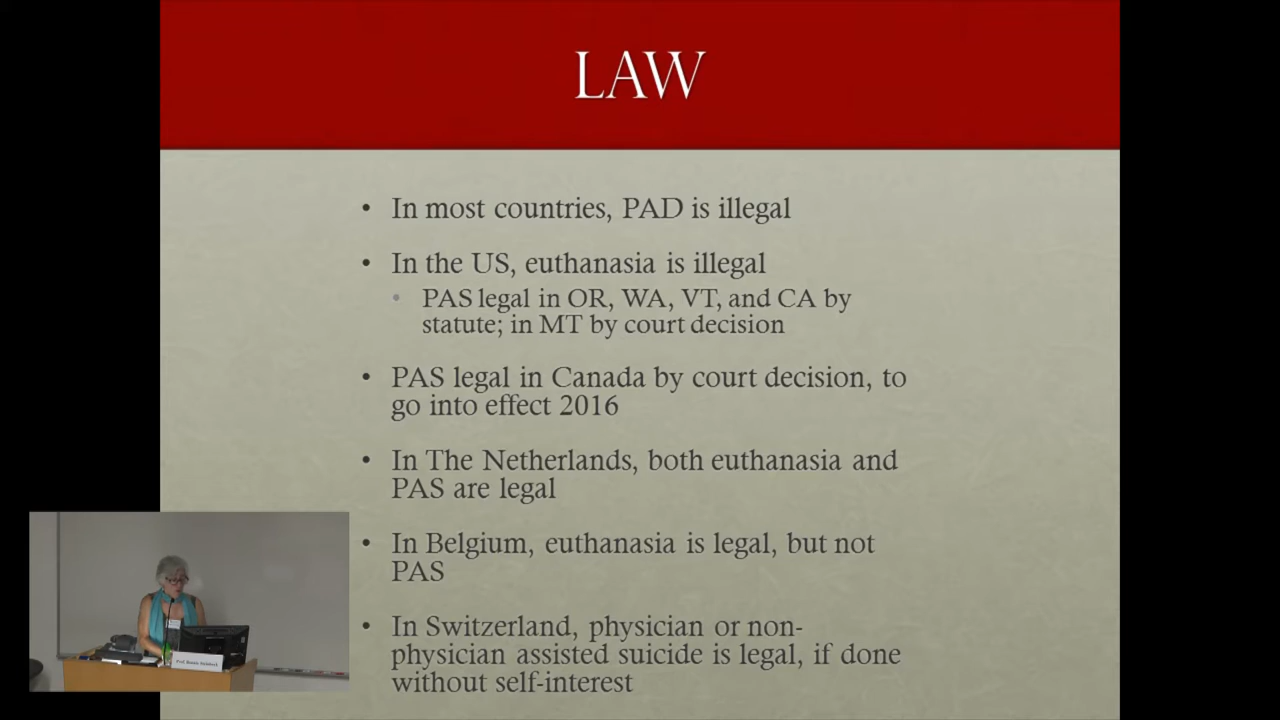 LAW
• In most countries, PAD is illegal
• In the US, euthanasia is illegal
• PAS legal in OR, WA, VT, and CA by
statute; in MT by court decision
• PAS legal in Canada by court decision, to
go into effect 2016
• In The Netherlands, both euthanasia and
PAS are legal
• In Belgium, euthanasia is legal, but not
PAS
• In Switzerland, physician or non-
physician assisted suicide is legal, if done
without self-interest
Prof. Bonnie Steinbock